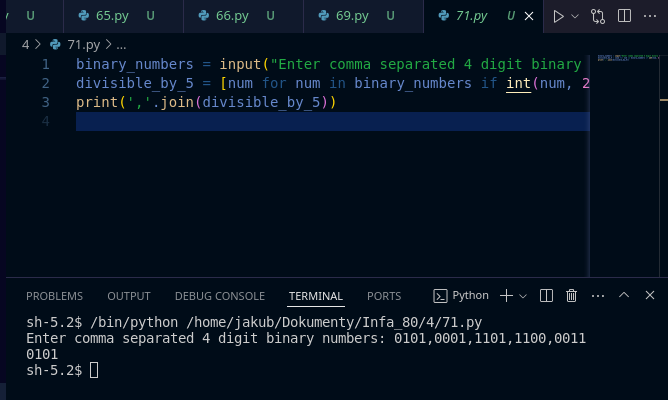 U 65.py U 66.py U 69.py U 71.py U
4 > 71.py > ...
1 binary_numbers = input("Enter comma separated 4 digit binary
2 divisible_by_5 = [num for num in binary_numbers if int(num, 2
3 print(','.join(divisible_by_5))
4
PROBLEMS OUTPUT DEBUG CONSOLE TERMINAL PORTS Python
sh-5.2$ /bin/python /home/jakub/Dokumenty/Infa_80/4/71.py
Enter comma separated 4 digit binary numbers: 0101,0001,1101,1100,0011
0101
sh-5.2$